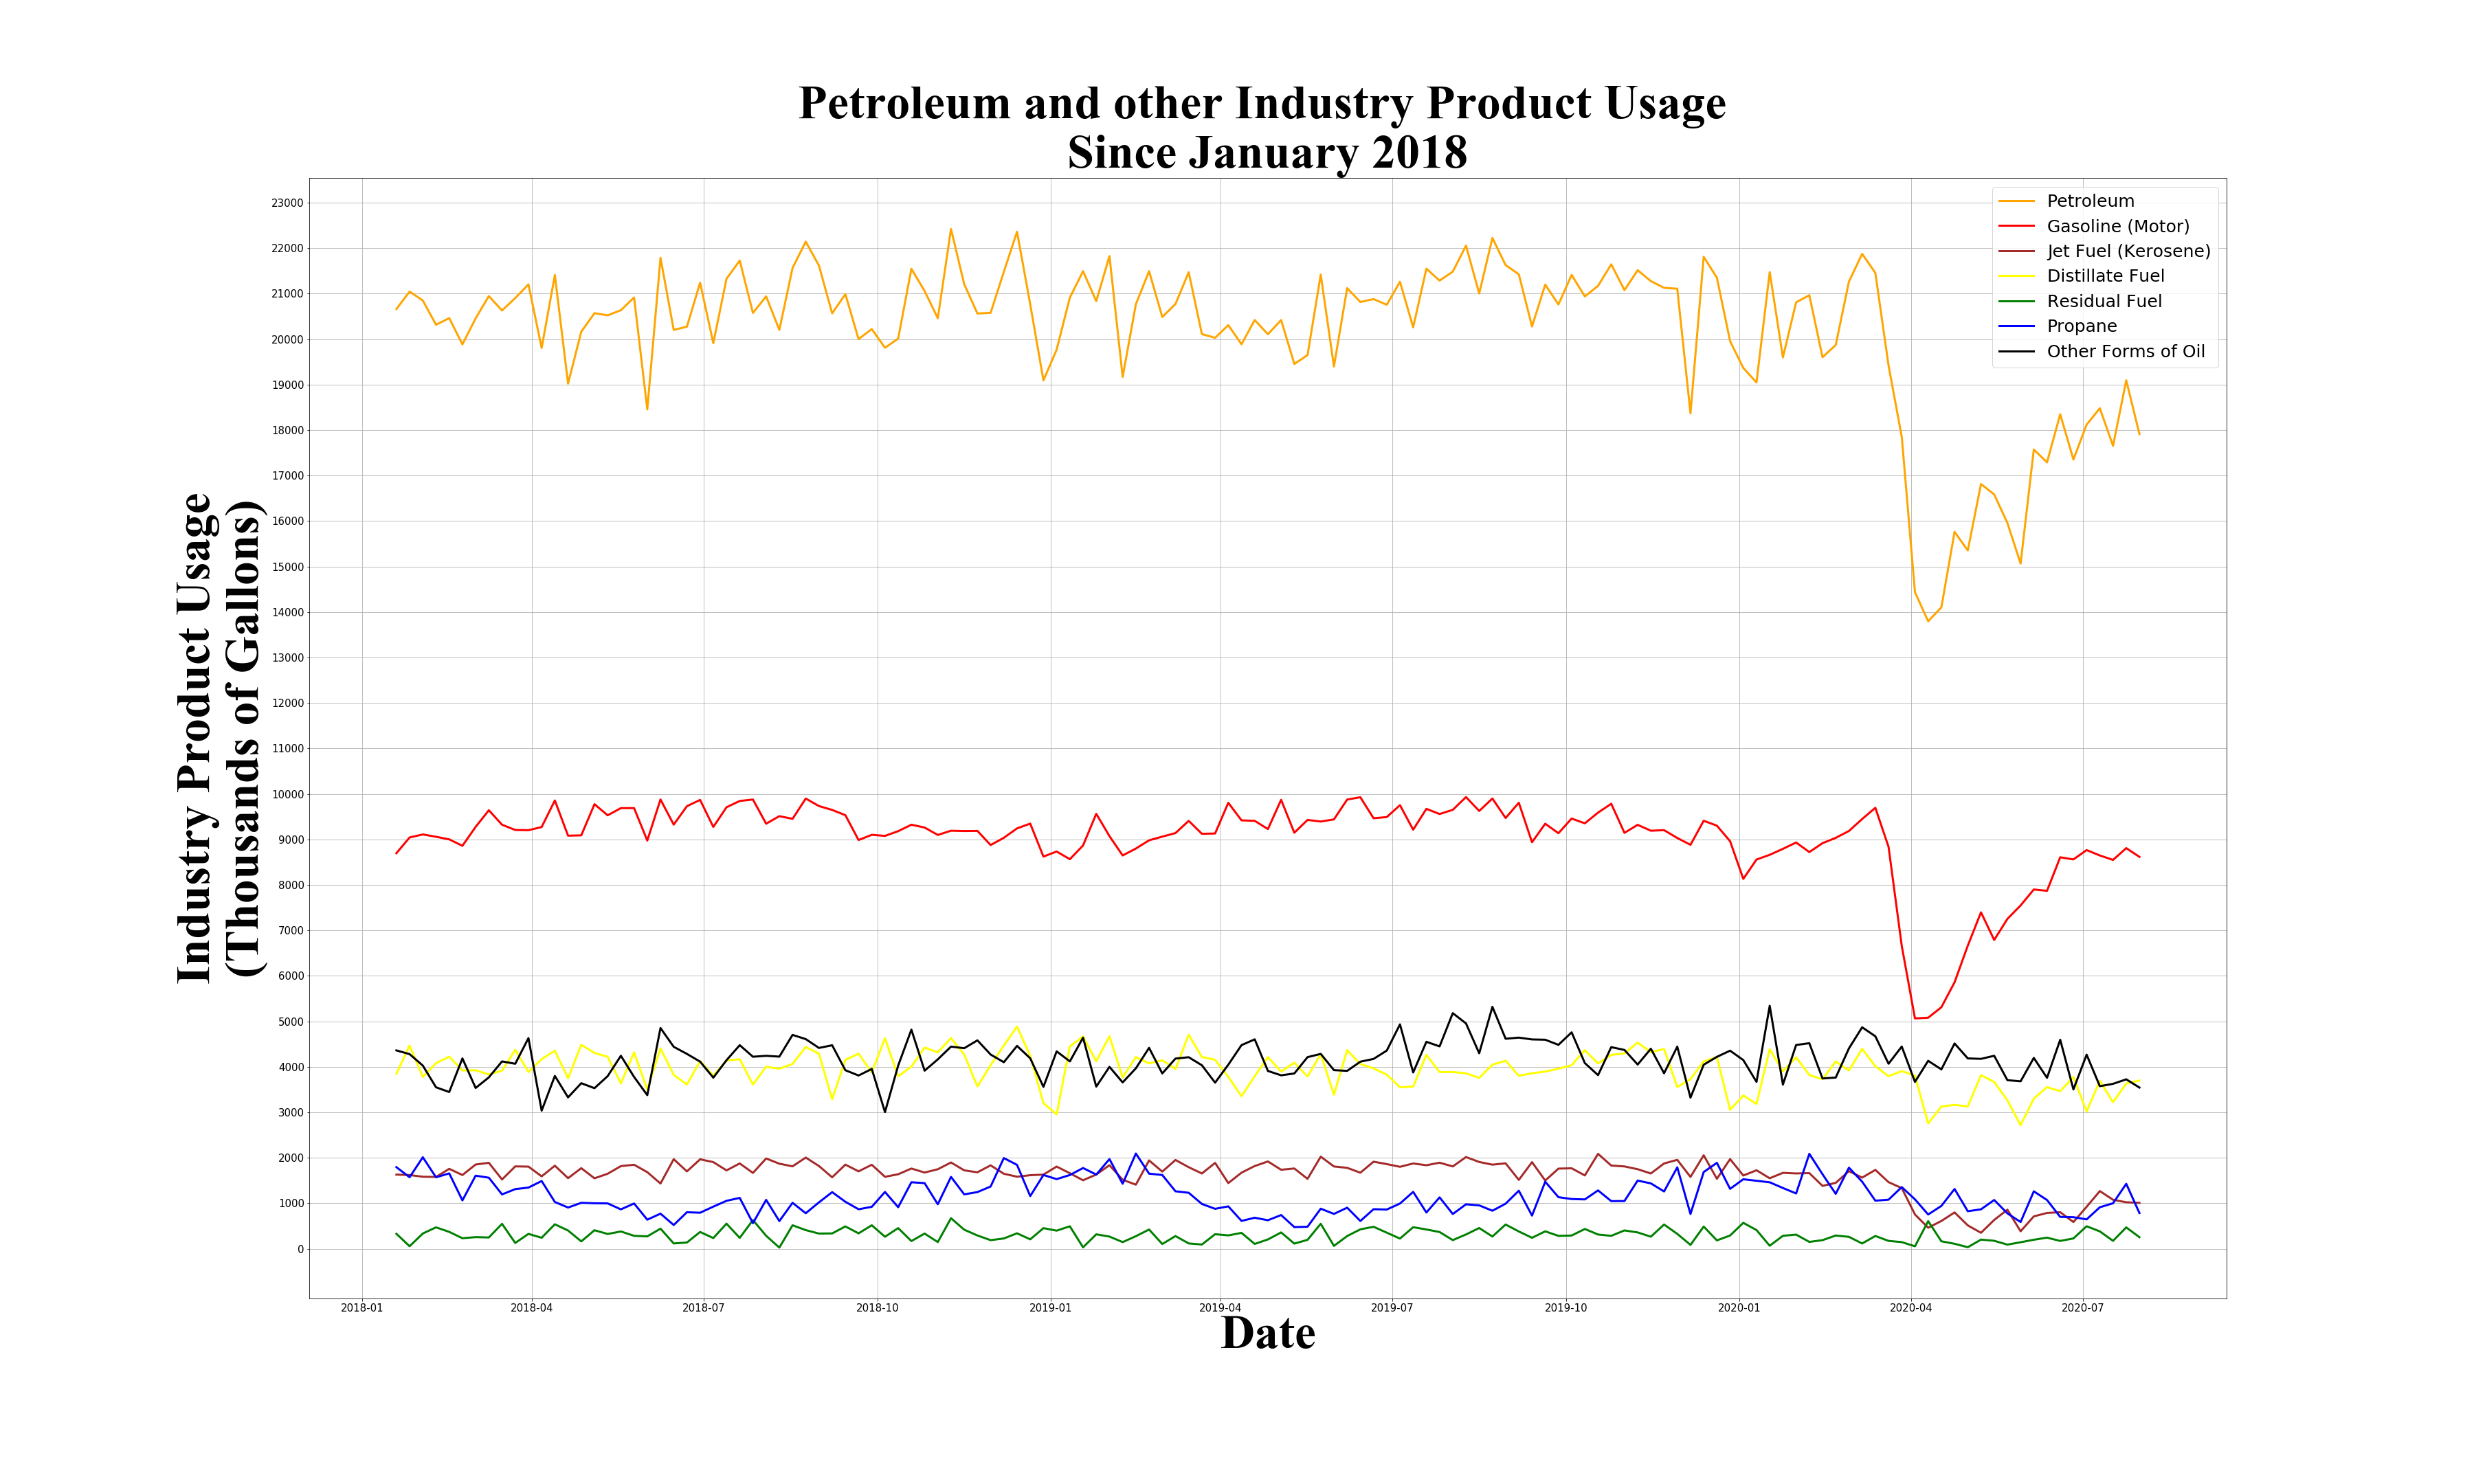 Petroleum and other Industry Product Usage
Since January 2018
Industry Product Usage
(Thousands of Gallons)
23000
22000
21000
20000
19000
18000
17000
16000
15000
14000
13000
12000
11000
10000
9000
8000
7000
6000
5000
4000
3000
2000
1000
0
Petroleum
Gasoline (Motor)
Jet Fuel (Kerosene)
Distillate Fuel
Residual Fuel
Propane
Other Forms of Oil
2018-01 2018-04 2018-07 2018-10 2019-01 2019-04 2019-07 2019-10 2020-01 2020-04 2020-07
Date